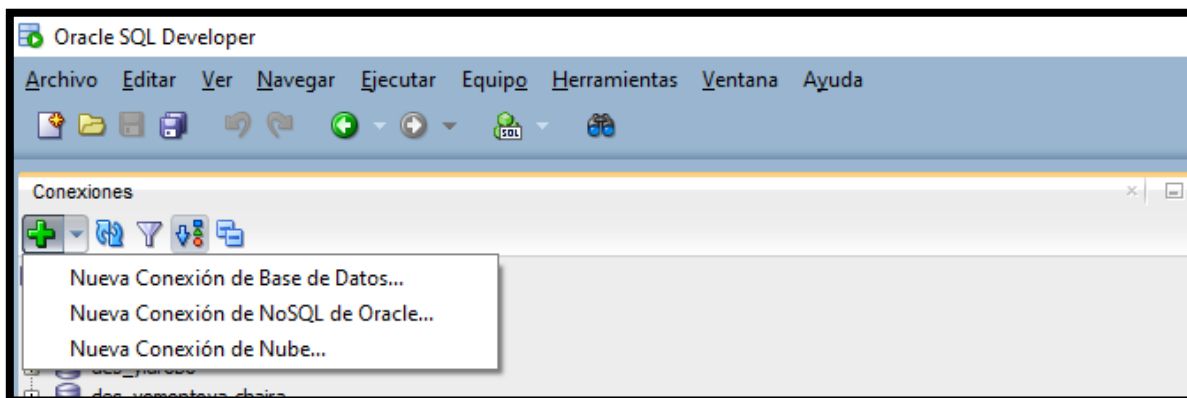 Oracle SQL Developer
Archivo Editar Ver Navegar Ejecutar Equipo Herramientas Ventana Ayuda
SQL
Conexiones
Nueva Conexión de Base de Datos...
Nueva Conexión de NoSQL de Oracle...
Nueva Conexión de Nube...